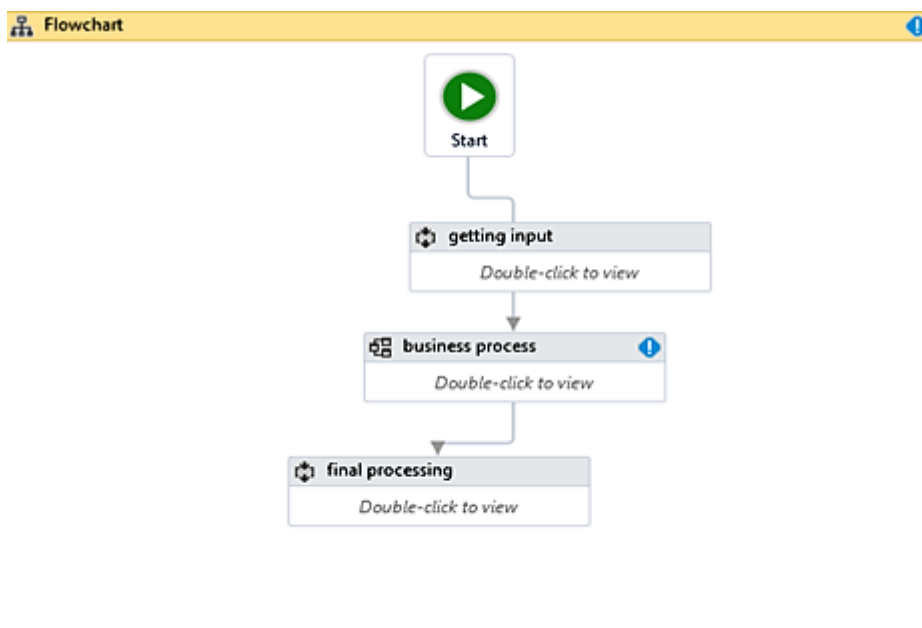 Flowchart
Start
getting input
Double-click to view
business process
Double-click to view
final processing
Double-click to view